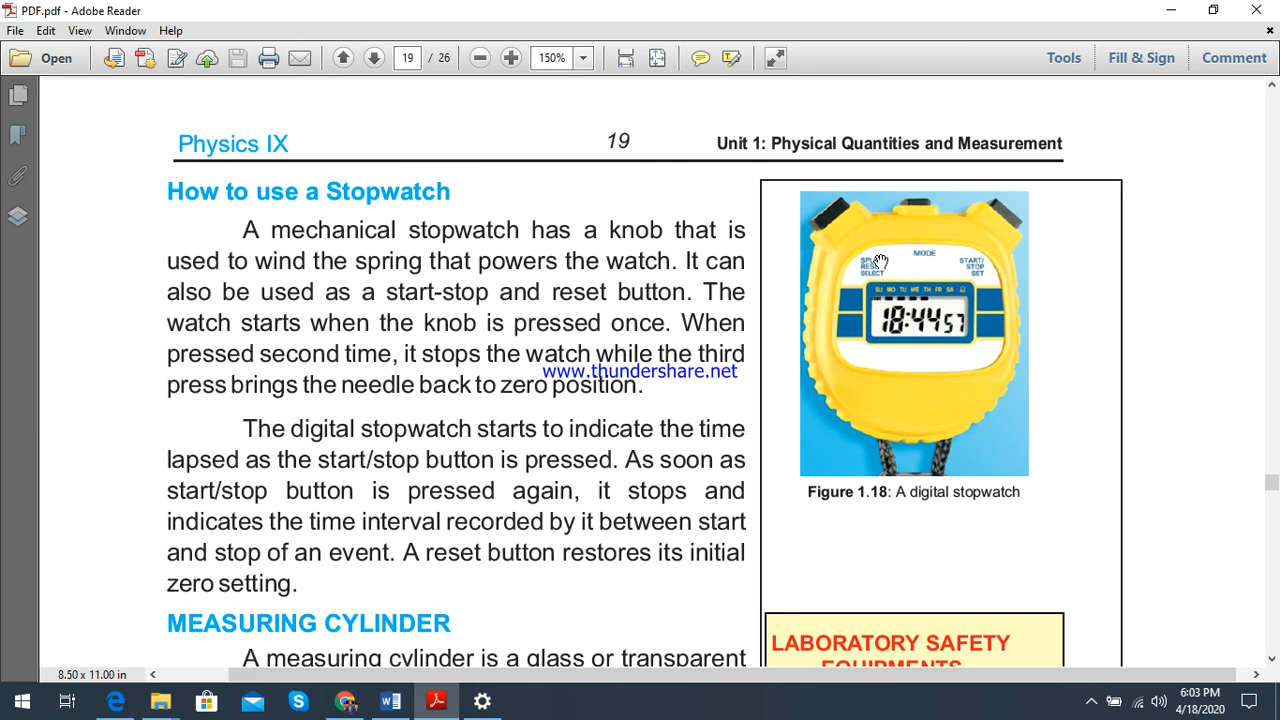 PDF.pdf - Adobe Reader
File Edit View Window Help
Open 19 / 26 150% Tools Fill & Sign Comment
Physics IX 19 Unit 1: Physical Quantities and Measurement
How to use a Stopwatch
A mechanical stopwatch has a knob that is
used to wind the spring that powers the watch. It can
also be used as a start-stop and reset button. The
watch starts when the knob is pressed once. When
pressed second time, it stops the watch while the third
www.thundershare.net
press brings the needle back to zero position.
The digital stopwatch starts to indicate the time
lapsed as the start/stop button is pressed. As soon as
start/stop button is pressed again, it stops and
indicates the time interval recorded by it between start
and stop of an event. A reset button restores its initial
zero setting.
MEASURING CYLINDER
A measuring cylinder is a glass or transparent
MODE
SELECT
START/
STOP
SET
SU MO TU WE TH FR SA
18:44 57
Figure 1.18: A digital stopwatch
LABORATORY SAFETY
EQUIPMENTS
8.50 x 11.00 in
6:03 PM
4/18/2020